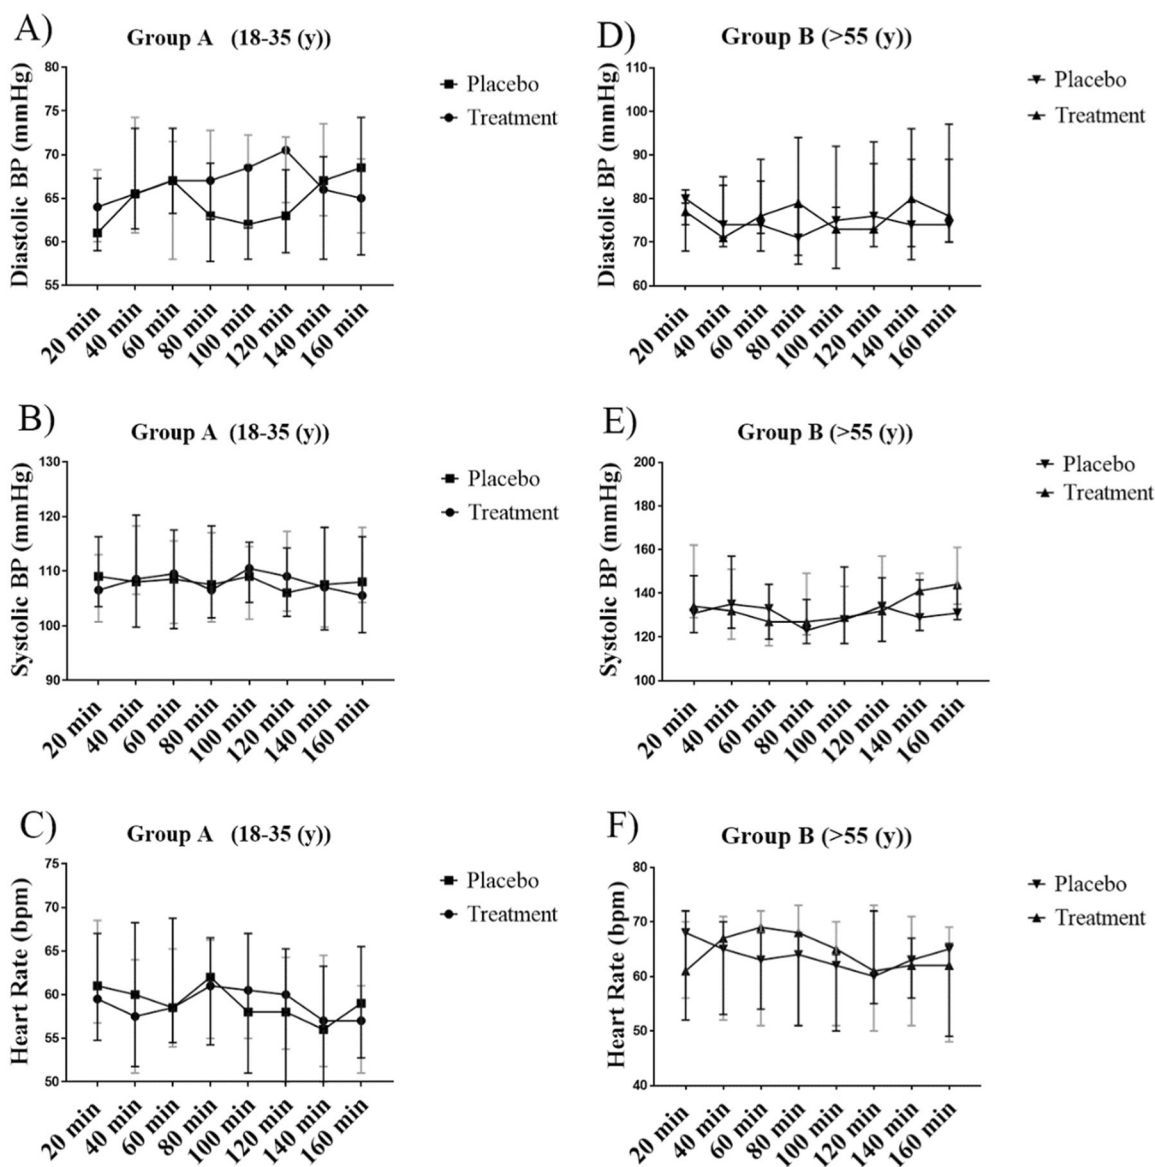 A)
Group A (18-35 (y))
Diastolic BP (mmHg)
80
75
70
65
60
55
20 min
40 min
60 min
80 min
100 min
120 min
140 min
160 min
Placebo
Treatment
D)
Group B (>55 (y))
Diastolic BP (mmHg)
110
100
90
80
70
60
20 min
40 min
60 min
80 min
100 min
120 min
140 min
160 min
Placebo
Treatment
B)
Group A (18-35 (y))
Systolic BP (mmHg)
130
120
110
100
90
20 min
40 min
60 min
80 min
100 min
120 min
140 min
160 min
Placebo
Treatment
E)
Group B (>55 (y))
Systolic BP (mmHg)
200
180
160
140
120
100
20 min
40 min
60 min
80 min
100 min
120 min
140 min
160 min
Placebo
Treatment
C)
Group A (18-35 (y))
Heart Rate (bpm)
75
70
65
60
55
50
20 min
40 min
60 min
80 min
100 min
120 min
140 min
160 min
Placebo
Treatment
F)
Group B (>55 (y))
Heart Rate (bpm)
80
70
60
50
40
20 min
40 min
60 min
80 min
100 min
120 min
140 min
160 min
Placebo
Treatment